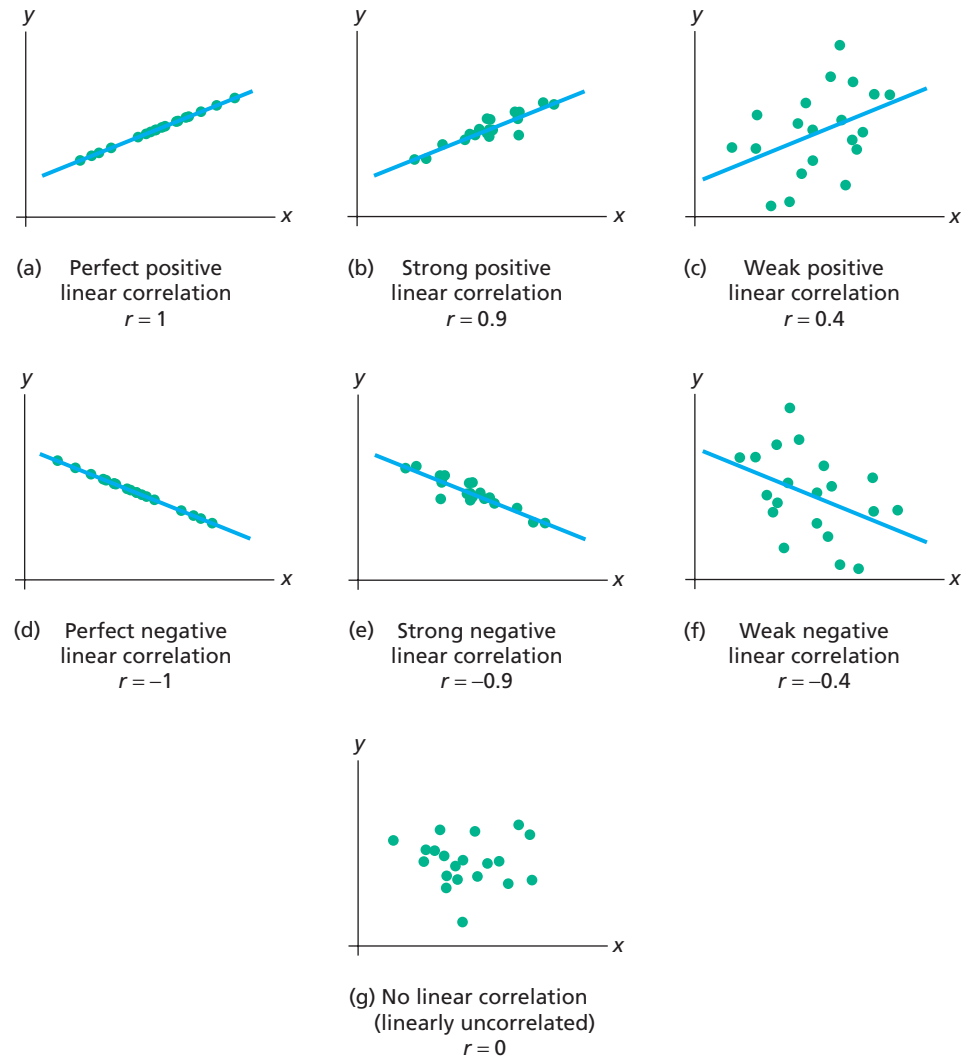 y
y
y
x
x
x
(a) Perfect positive
linear correlation
r = 1
(b) Strong positive
linear correlation
r = 0.9
(c) Weak positive
linear correlation
r = 0.4
y
y
y
x
x
x
(d) Perfect negative
linear correlation
r = −1
(e) Strong negative
linear correlation
r = −0.9
(f) Weak negative
linear correlation
r = −0.4
y
x
(g) No linear correlation
(linearly uncorrelated)
r = 0